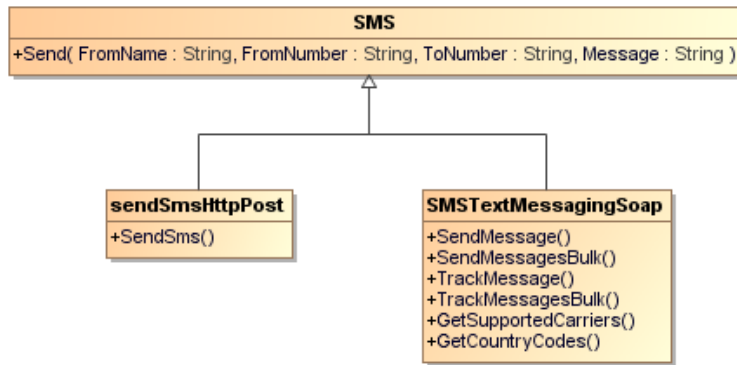 SMS
+Send( FromName : String, FromNumber : String, ToNumber : String, Message : String )
sendSmsHttpPost
+SendSms()
SMSTextMessagingSoap
+SendMessage()
+SendMessagesBulk()
+TrackMessage()
+TrackMessagesBulk()
+GetSupportedCarriers()
+GetCountryCodes()